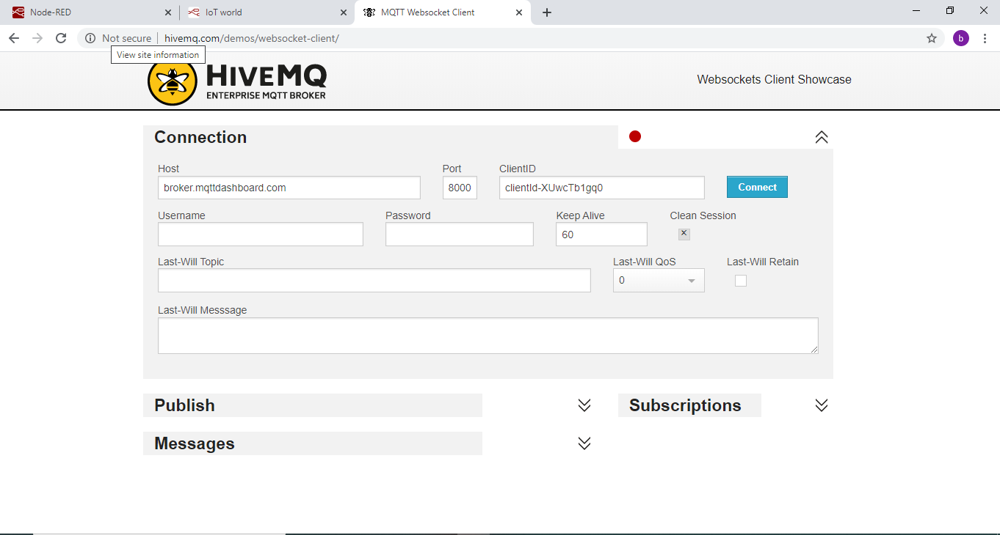 Node-RED
IoT world
MQTT Websocket Client
Not secure
hivemq.com/demos/websocket-client/
b
View site information
HIVEMQ
ENTERPRISE MQTT BROKER
Websockets Client Showcase
Connection
Host
Port
ClientID
broker.mqttdashboard.com
8000
clientId-XUwcTb1gq0
Connect
Username
Password
Keep Alive
Clean Session
60
Last-Will Topic
Last-Will QoS
Last-Will Retain
0
Last-Will Messsage
Publish
Subscriptions
Messages